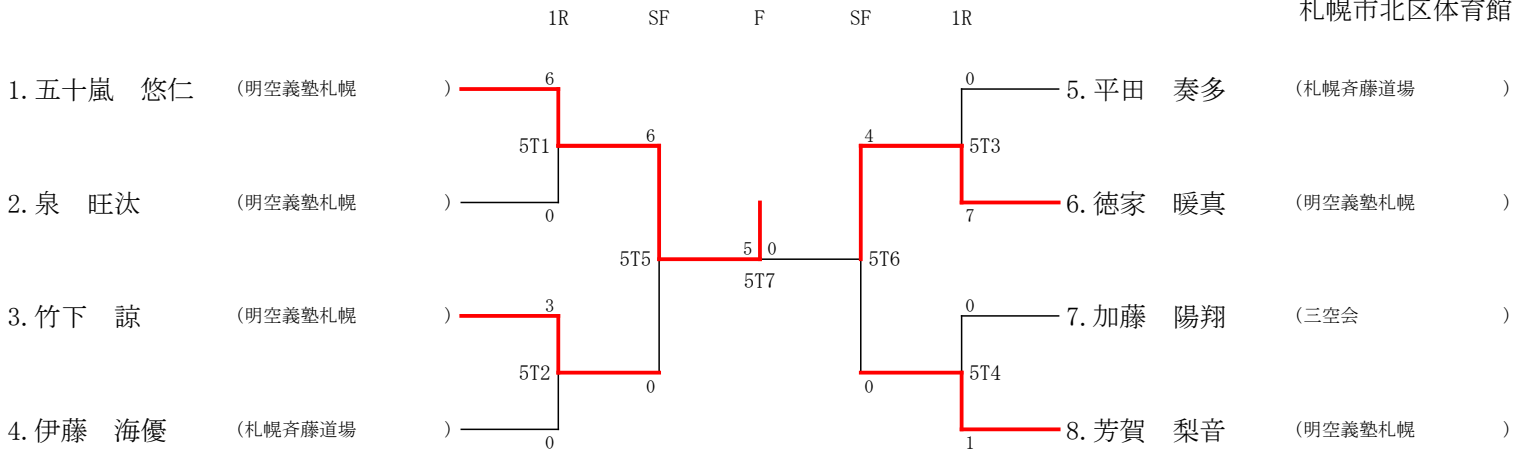 札幌市北区体育館
1R SF F SF 1R
1. 五十嵐 悠仁 (明空義塾札幌 ) 6 0 5. 平田 奏多 (札幌斉藤道場 )
5T1 6 4 5T3
2. 泉 旺汰 (明空義塾札幌 ) 0 7 6. 徳家 暖真 (明空義塾札幌 )
5T5 5 0 5T6
5T7
3. 竹下 諒 (明空義塾札幌 ) 3 0 7. 加藤 陽翔 (三空会 )
5T2 0 0 5T4
4. 伊藤 海優 (札幌斉藤道場 ) 0 1 8. 芳賀 梨音 (明空義塾札幌 )